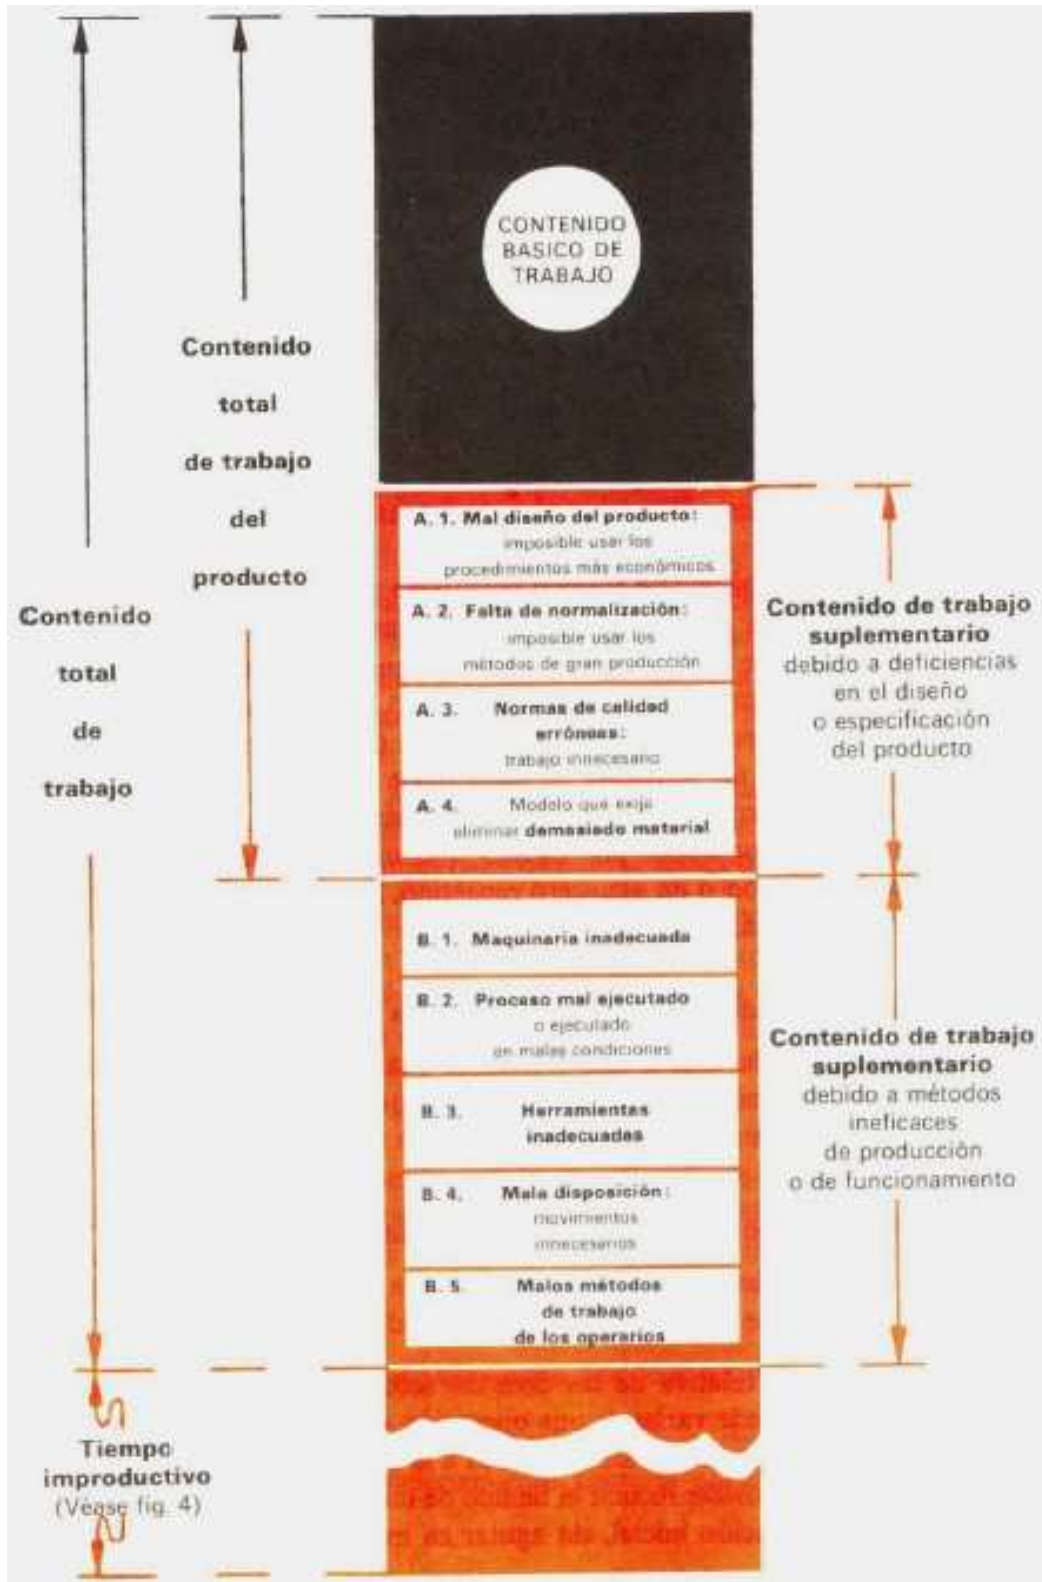 CONTENIDO
BASICO DE
TRABAJO
Contenido
total
de trabajo
del
producto
Contenido
total
de
trabajo
A. 1. Mal diseño del producto:
imposible usar los
procedimientos más económicos
A. 2. Falta de normalización:
imposible usar los
métodos de gran producción
A. 3. Normas de calidad
erróneas:
trabajo innecesario
A. 4. Modelo que exija
eliminar demasiado material
Contenido de trabajo
suplementario
debido a deficiencias
en el diseño
o especificación
del producto
B. 1. Maquinaria inadecuada
B. 2. Proceso mal ejecutado
o ejecutado
en malas condiciones
B. 3. Herramientas
inadecuadas
B. 4. Mala disposición:
movimientos
innecesarios
B. 5. Malos métodos
de trabajo
de los operarios
Contenido de trabajo
suplementario
debido a métodos
ineficaces
de producción
o de funcionamiento
Tiempo
improductivo
(Véase fig. 4)